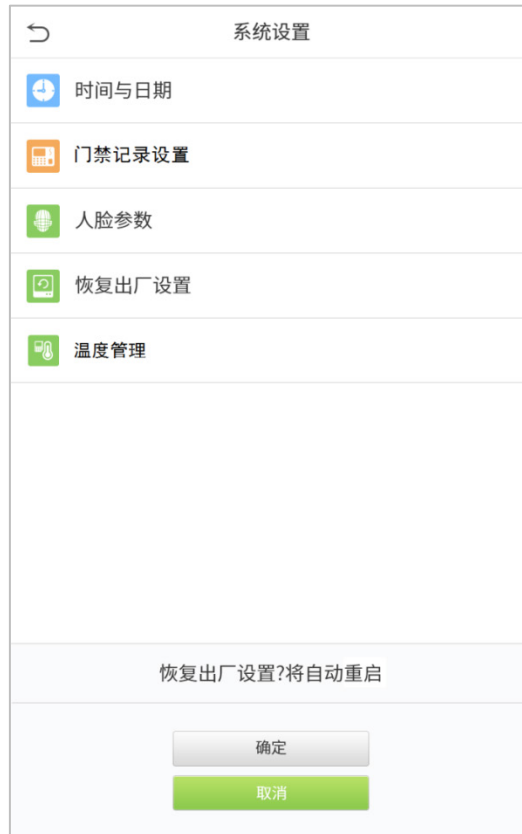 系统设置
时间与日期
门禁记录设置
人脸参数
恢复出厂设置
温度管理
恢复出厂设置?将自动重启
确定
取消